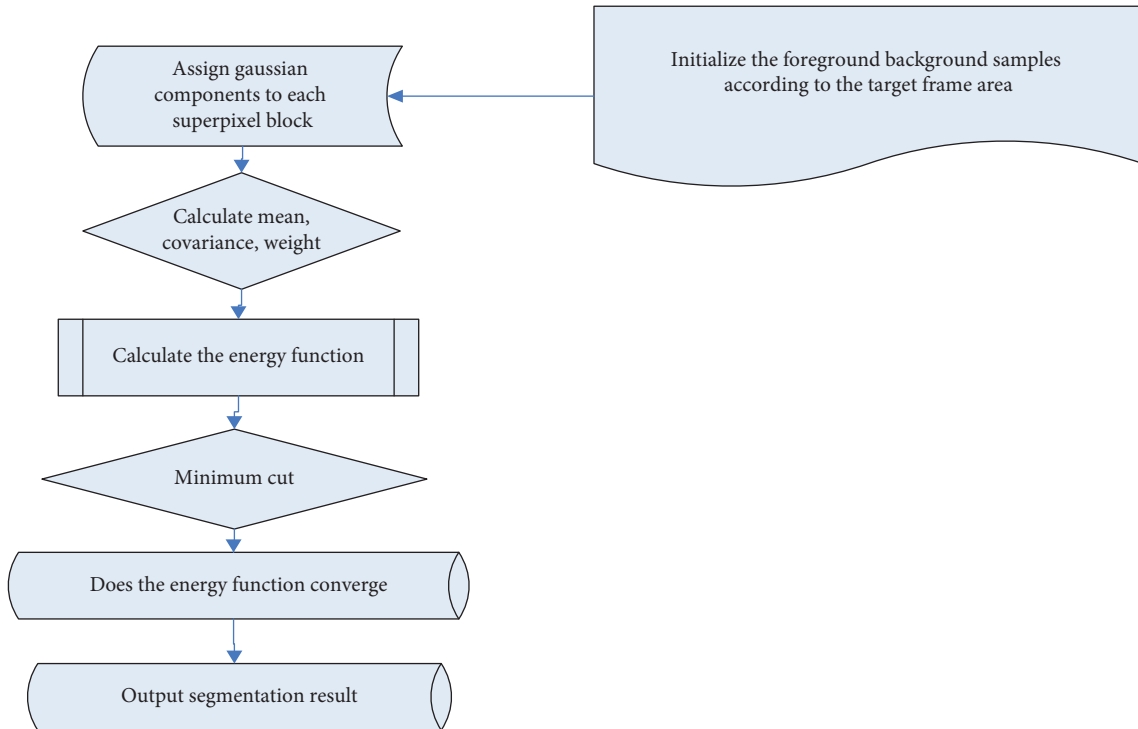 Assign gaussian
components to each
superpixel block
Initialize the foreground background samples
according to the target frame area
Calculate mean,
covariance, weight
Calculate the energy function
Minimum cut
Does the energy function converge
Output segmentation result